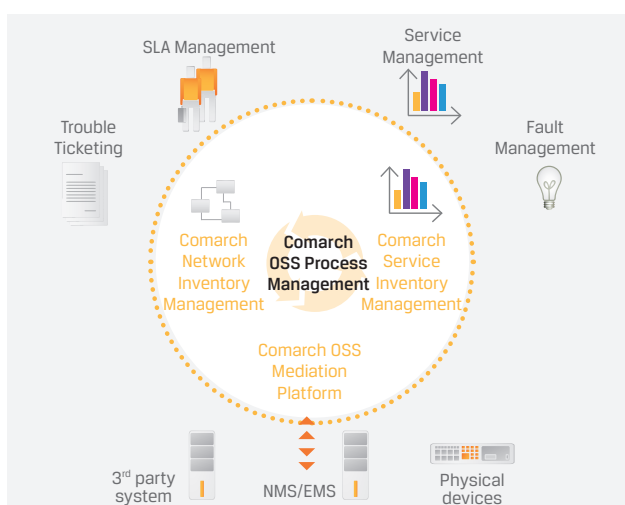 SLA Management
Service
Management
Trouble
Ticketing
Fault
Management
Comarch
Network
Inventory
Management
Comarch
OSS Process
Management
Comarch
Service
Inventory
Management
Comarch OSS
Mediation
Platform
3rd party
system
NMS/EMS
Physical
devices